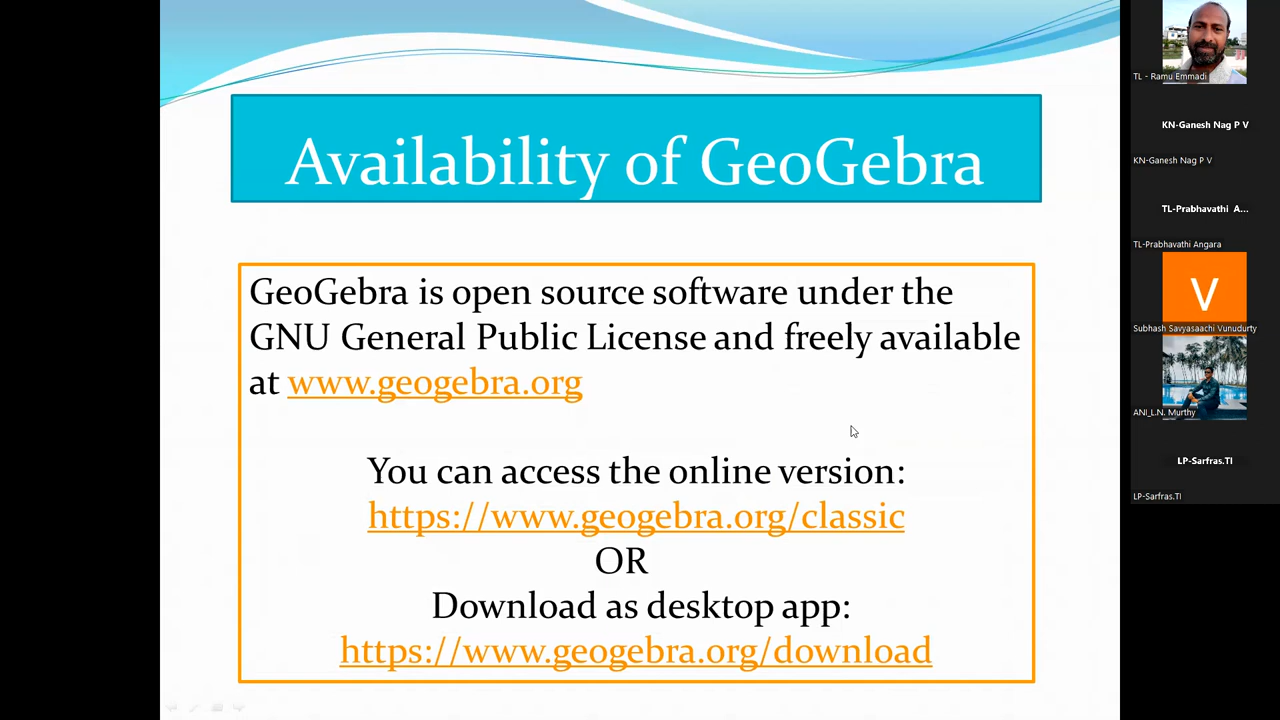 Availability of GeoGebra
GeoGebra is open source software under the
GNU General Public License and freely available
at www.geogebra.org
You can access the online version:
https://www.geogebra.org/classic
OR
Download as desktop app:
https://www.geogebra.org/download
TL - Ramu Emmadi
KN-Ganesh Nag P V
KN-Ganesh Nag P V
TL-Prabhavathi A...
TL-Prabhavathi Angara
V
Subhash Savyasaachi Vunudurty
ANI_L.N. Murthy
LP-Sarfras.TI
LP-Sarfras.TI